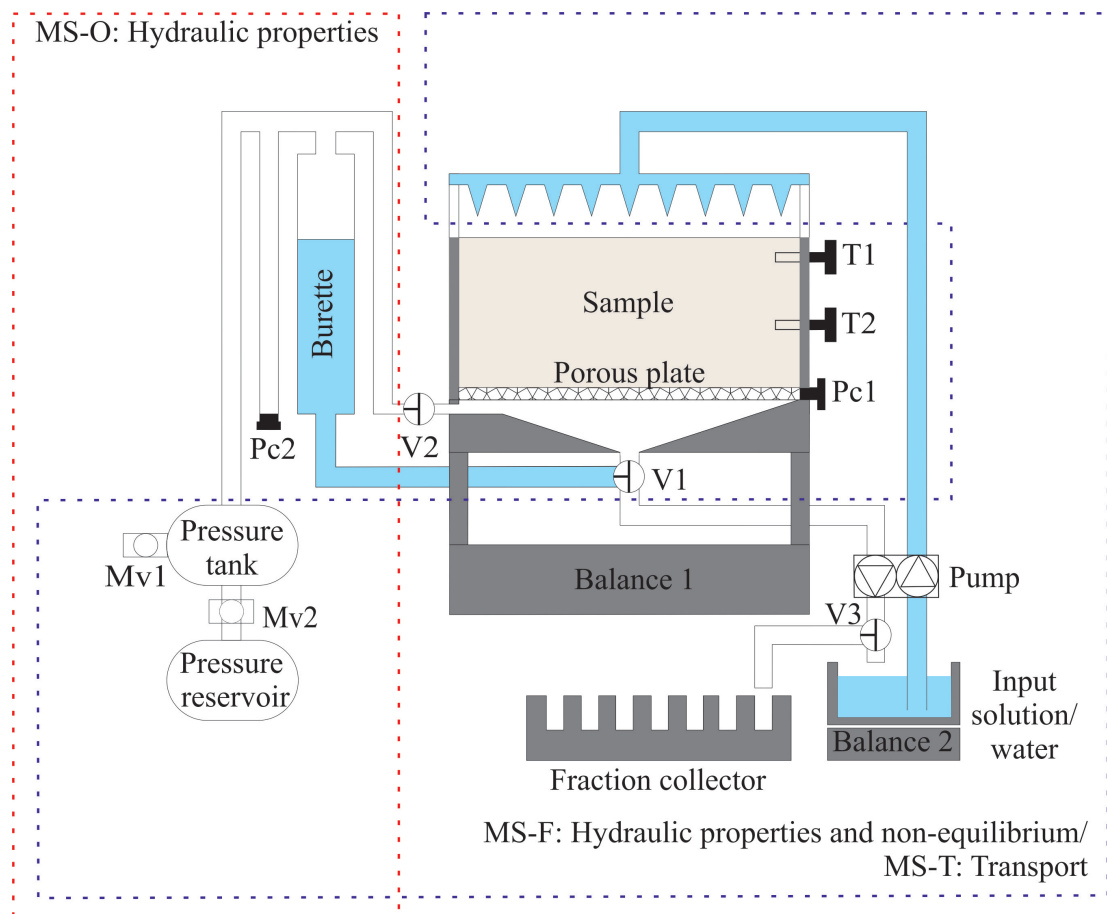 MS-O: Hydraulic properties
Burette
Sample
Porous plate
T1
T2
Pc1
Pc2
V2
V1
Pressure
tank
Mv1
Mv2
Pressure
reservoir
Balance 1
Pump
V3
Input
solution/
water
Balance 2
Fraction collector
MS-F: Hydraulic properties and non-equilibrium/
MS-T: Transport